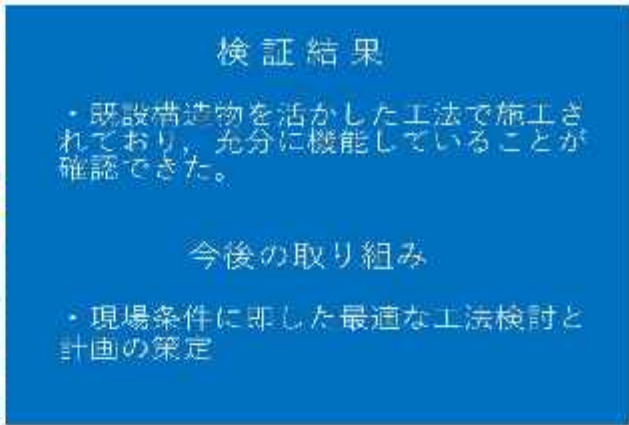 検証結果
・既設構造物を活かした工法で施工さ
れており，充分に機能していることが
確認できた。
今後の取り組み
・現場条件に即した最適な工法検討と
計画の策定